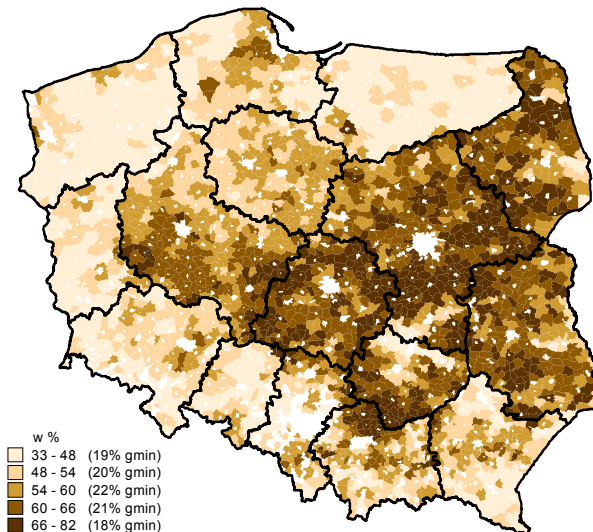 w %
33 - 48 (19% gmin)
48 - 54 (20% gmin)
54 - 60 (22% gmin)
60 - 66 (21% gmin)
66 - 82 (18% gmin)